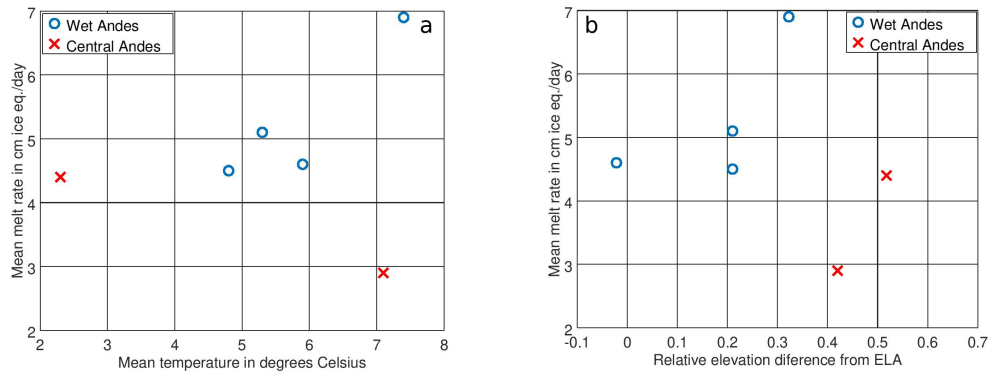 a
Wet Andes
Central Andes
Mean melt rate in cm ice eq./day
7
6
5
4
3
2
2 3 4 5 6 7 8
Mean temperature in degrees Celsius
b
Wet Andes
Central Andes
Mean melt rate in cm ice eq./day
7
6
5
4
3
2
-0.1 0 0.1 0.2 0.3 0.4 0.5 0.6 0.7
Relative elevation diference from ELA